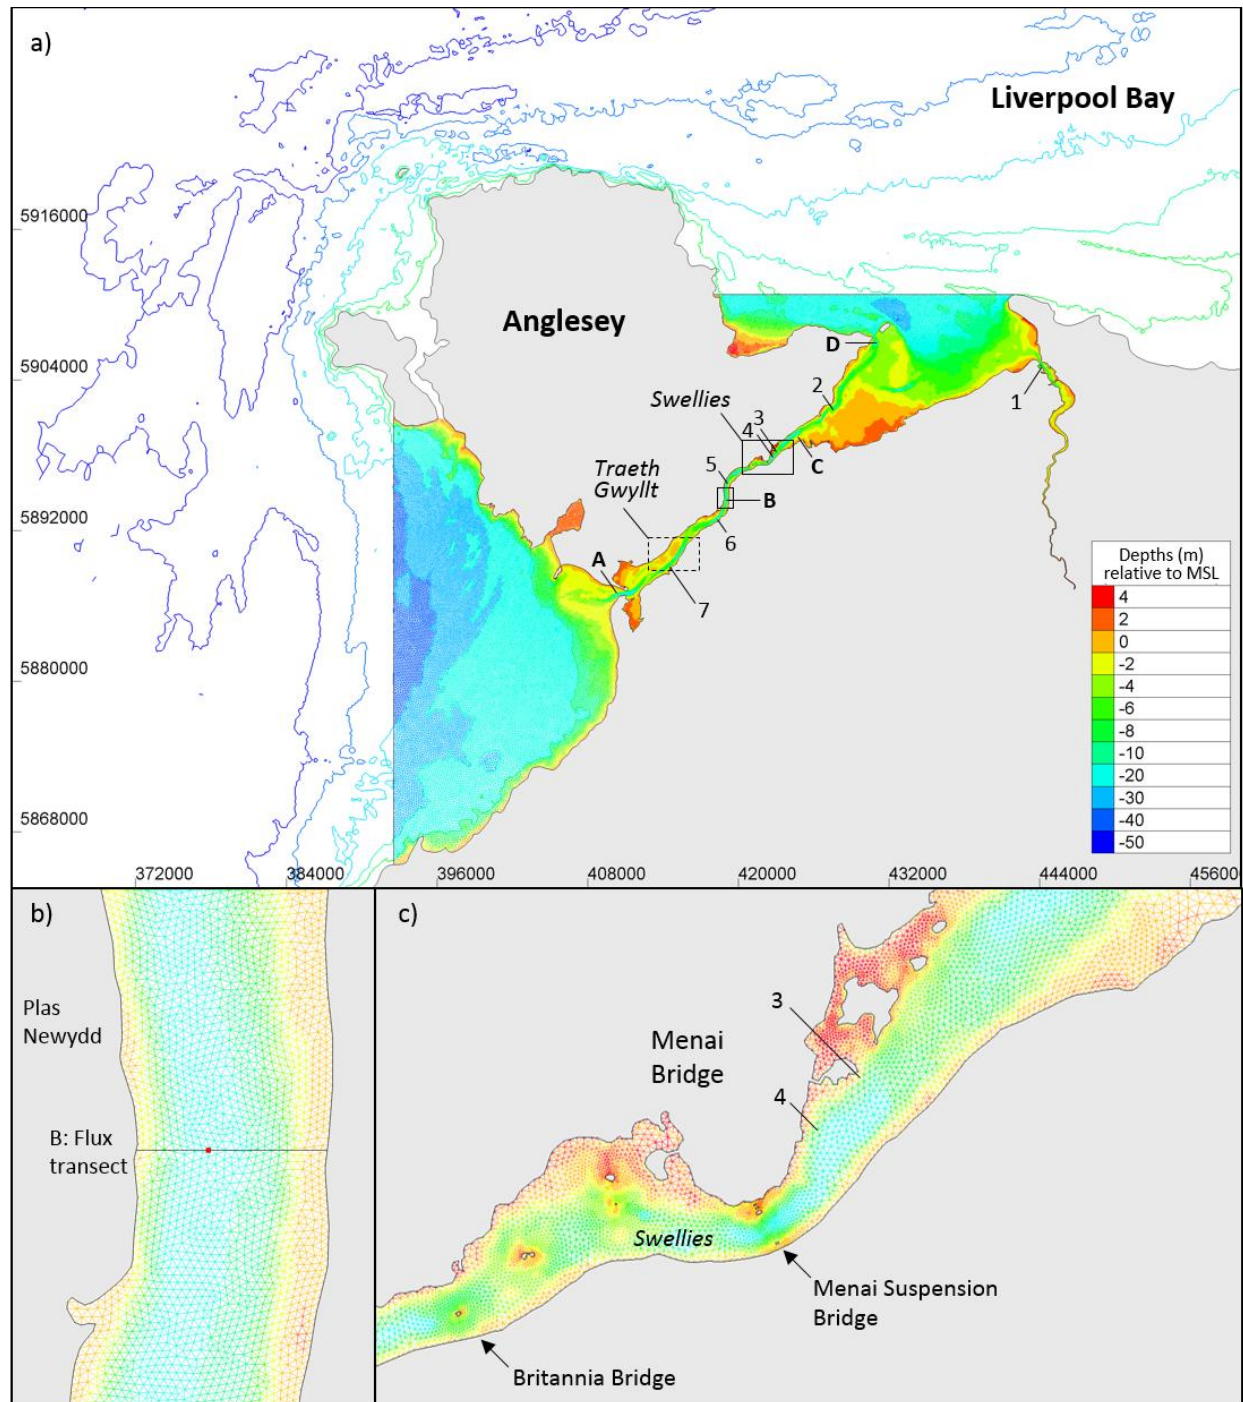 a)
Liverpool Bay
5916000
Anglesey
D
5904000
2
1
Swellies
3
4
C
5
Traeth
Gwyllt
B
5892000
6
A
7
Depths (m)
relative to MSL
4
2
0
-2
-4
-6
-8
-10
-20
-30
-40
-50
5880000
5868000
372000
384000
396000
408000
420000
432000
444000
456000
b)
Plas
Newydd
B: Flux
transect
c)
3
Menai
Bridge
4
Swellies
Menai Suspension
Bridge
Britannia Bridge